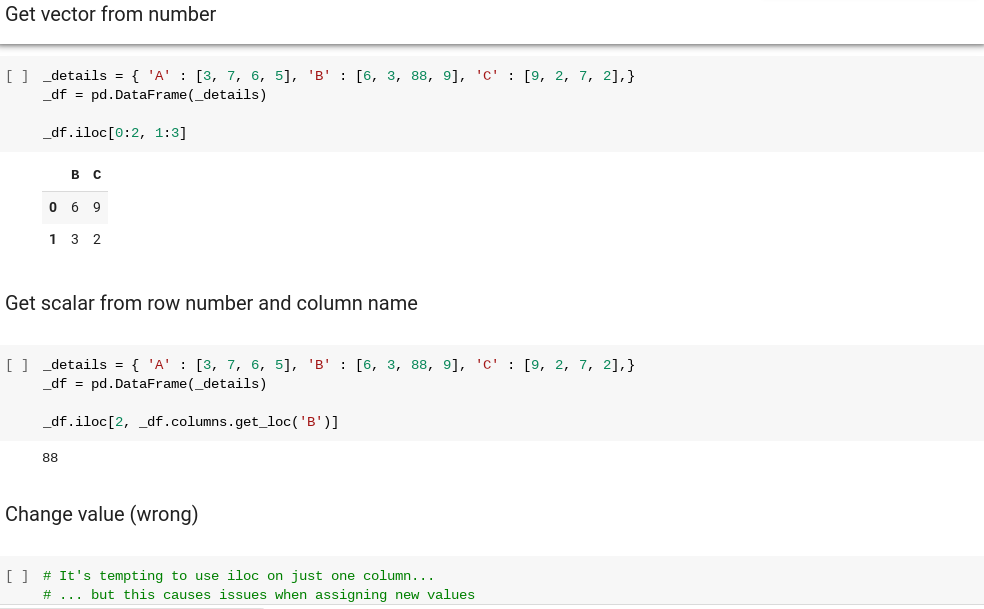 Get vector from number
[ ] _details = { 'A' : [3, 7, 6, 5], 'B' : [6, 3, 88, 9], 'C' : [9, 2, 7, 2],}
_df = pd.DataFrame(_details)
_df.iloc[0:2, 1:3]
B C
0 6 9
1 3 2
Get scalar from row number and column name
[ ] _details = { 'A' : [3, 7, 6, 5], 'B' : [6, 3, 88, 9], 'C' : [9, 2, 7, 2],}
_df = pd.DataFrame(_details)
_df.iloc[2, _df.columns.get_loc('B')]
88
Change value (wrong)
[ ] # It's tempting to use iloc on just one column...
# ... but this causes issues when assigning new values